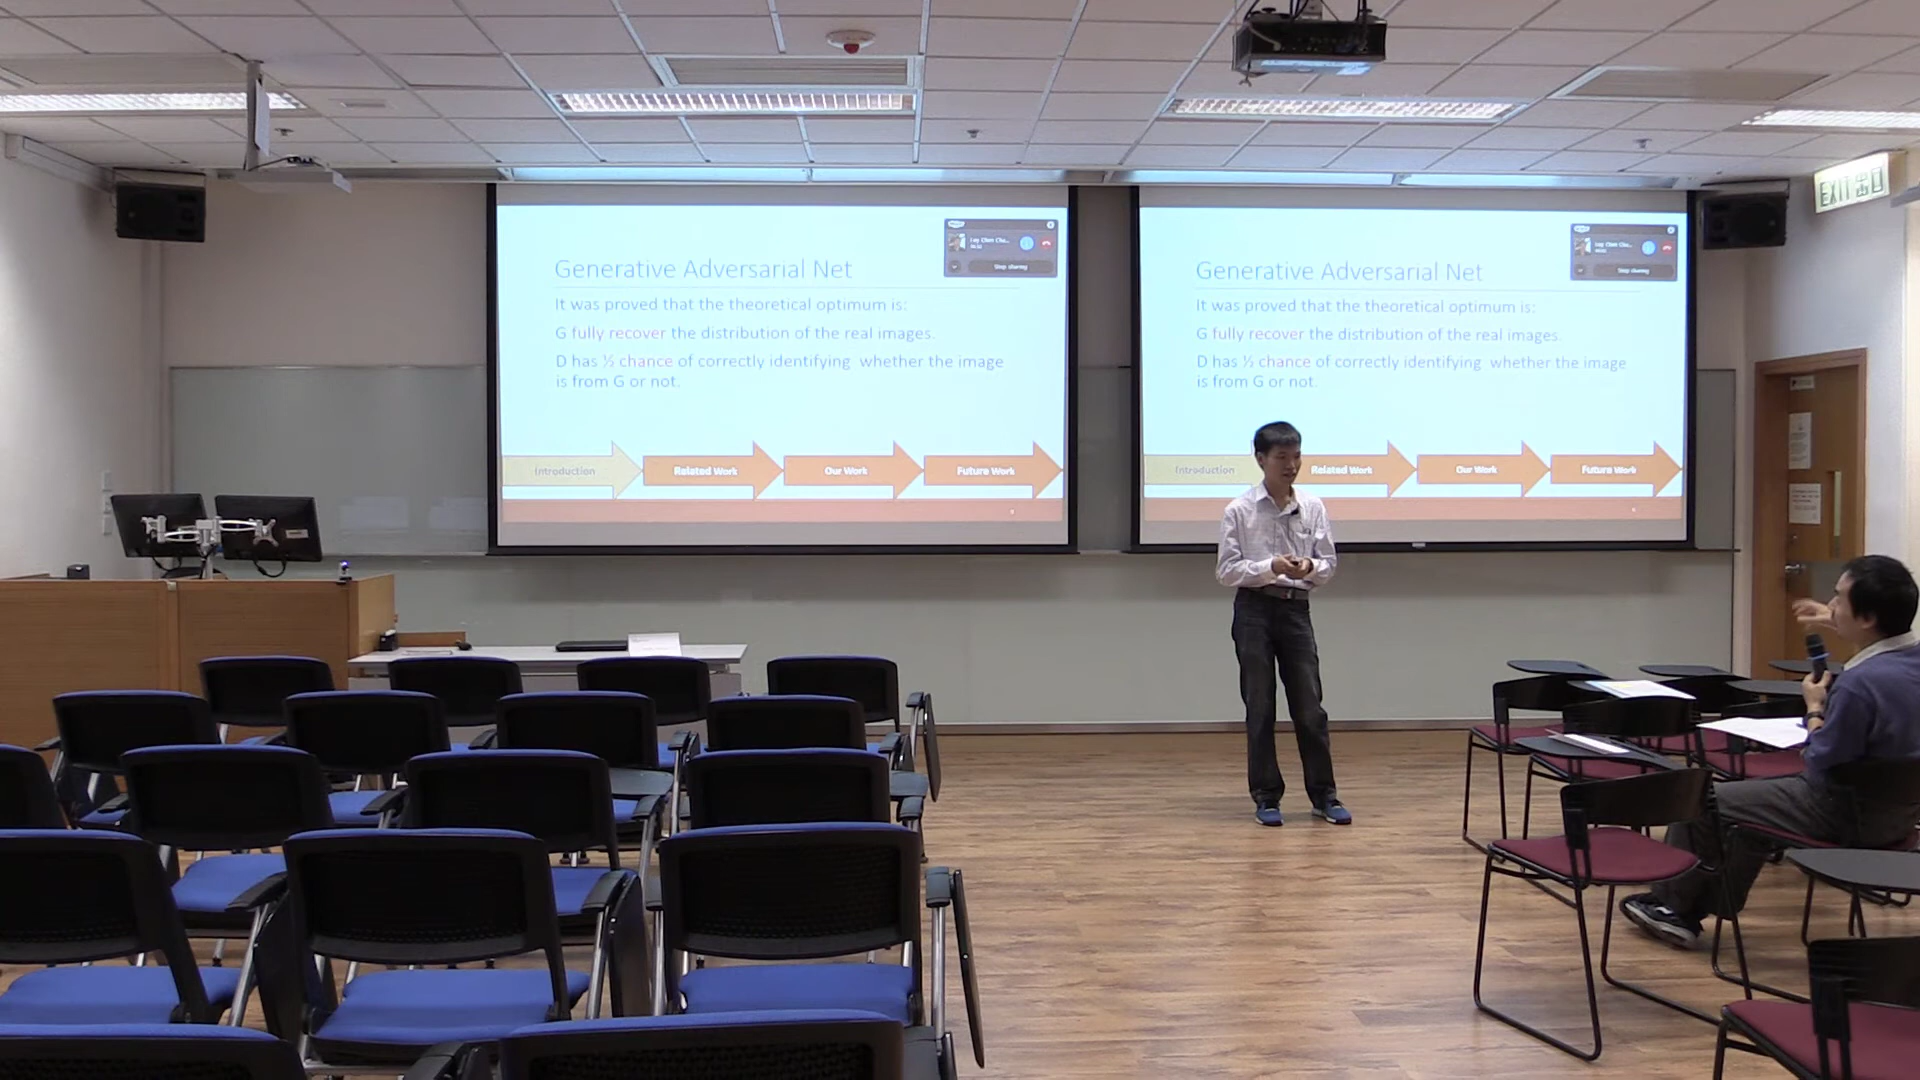 Generative Adversarial Net
It was proved that the theoretical optimum is:
G fully recover the distribution of the real images.
D has ½ chance of correctly identifying whether the image
is from G or not.
Introduction
Related Work
Our Work
Future Work
Stop sharing
Generative Adversarial Net
It was proved that the theoretical optimum is:
G fully recover the distribution of the real images.
D has ½ chance of correctly identifying whether the image
is from G or not.
Introduction
Related Work
Our Work
Future Work
Stop sharing
EXIT 出口